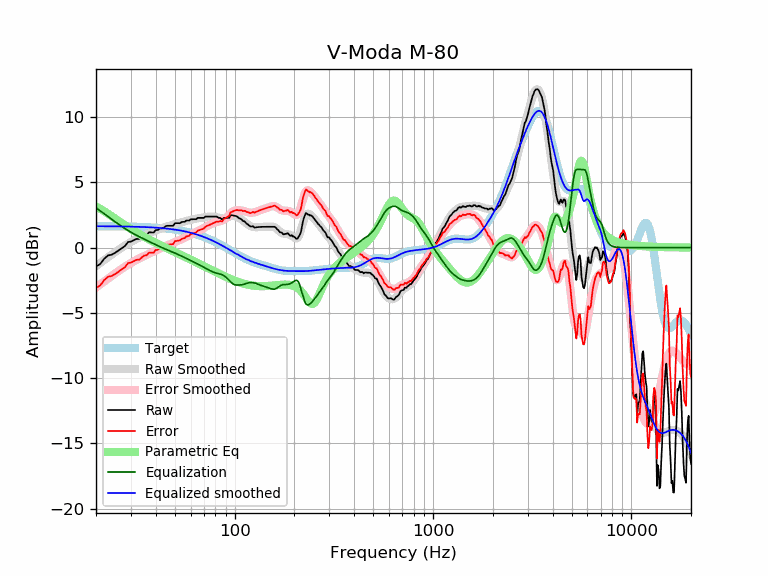 V-Moda M-80
Amplitude (dBr)
10
5
0
−5
−10
−15
−20
Target
Raw Smoothed
Error Smoothed
Raw
Error
Parametric Eq
Equalization
Equalized smoothed
100
1000
10000
Frequency (Hz)